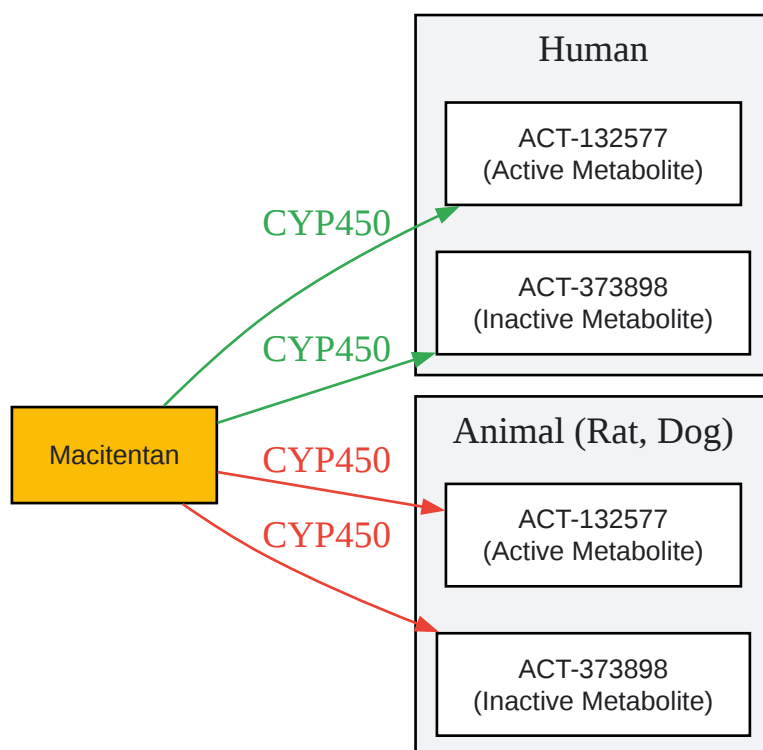 Human
ACT-132577
(Active Metabolite)
CYP450
ACT-373898
(Inactive Metabolite)
CYP450
Macitentan
Animal (Rat, Dog)
CYP450
ACT-132577
(Active Metabolite)
CYP450
ACT-373898
(Inactive Metabolite)